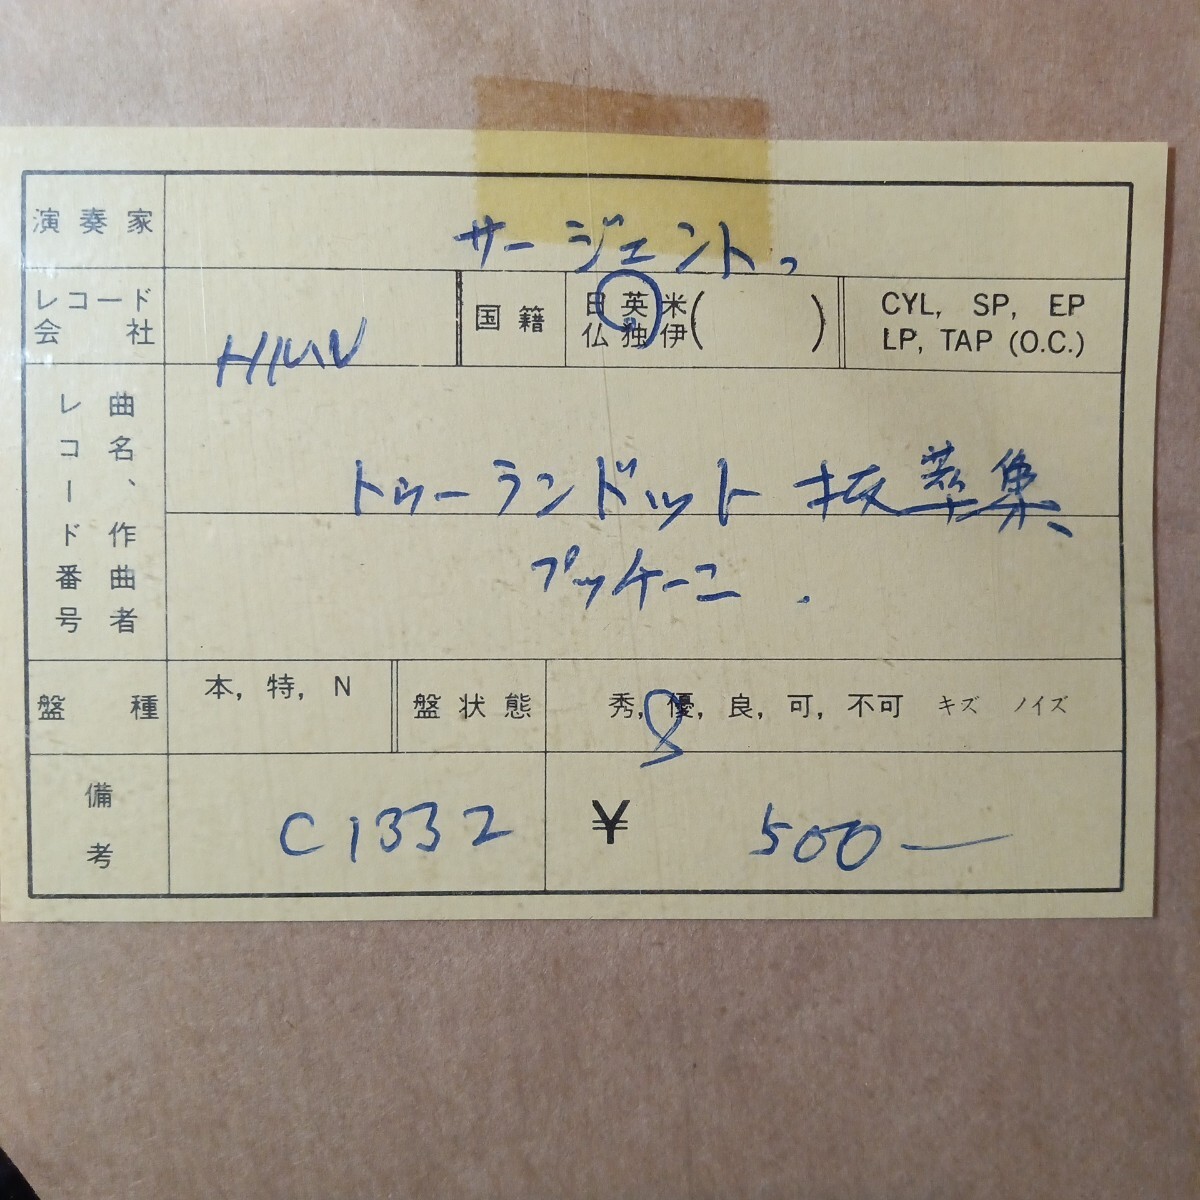 演奏家 サージェント、
レコード会社 HMV 国籍 日 英 米 ( )
仏 独 伊
CYL, SP, EP
LP, TAP (O.C.)
曲名、作曲者
レコード番号
トゥーランドット 抜萃集、
プッケーニ .
盤種 本, 特, N 盤状態 秀, 優, 良, 可, 不可 キズ ノイズ
備考 C1332 ¥ 500—